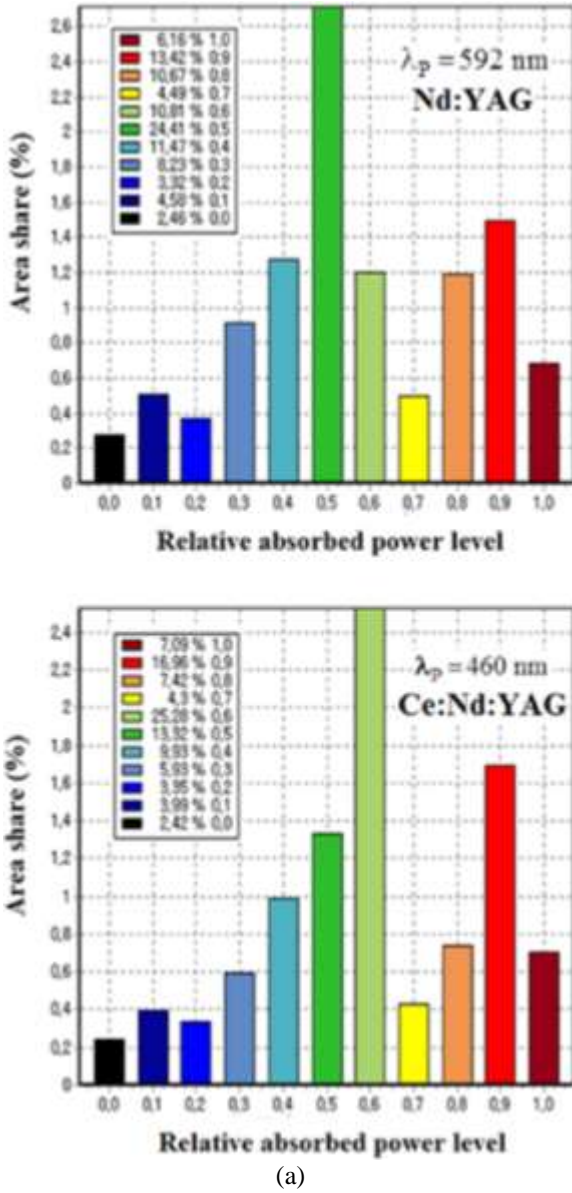 2,6
2,4
2,2
2
1,8
1,6
1,4
1,2
1
0,8
0,6
0,4
0,2
0
Area share (%)
6,16 % 1,0
13,42 % 0,9
10,67 % 0,8
4,49 % 0,7
10,81 % 0,6
24,41 % 0,5
11,47 % 0,4
8,23 % 0,3
3,32 % 0,2
4,58 % 0,1
2,46 % 0,0
λp = 592 nm
Nd:YAG
0,0 0,1 0,2 0,3 0,4 0,5 0,6 0,7 0,8 0,9 1,0
Relative absorbed power level
2,4
2,2
2
1,8
1,6
1,4
1,2
1
0,8
0,6
0,4
0,2
0
Area share (%)
7,09 % 1,0
16,96 % 0,9
7,42 % 0,8
4,3 % 0,7
25,28 % 0,6
13,32 % 0,5
9,93 % 0,4
5,93 % 0,3
3,35 % 0,2
3,99 % 0,1
2,42 % 0,0
λp = 460 nm
Ce:Nd:YAG
0,0 0,1 0,2 0,3 0,4 0,5 0,6 0,7 0,8 0,9 1,0
Relative absorbed power level
(a)